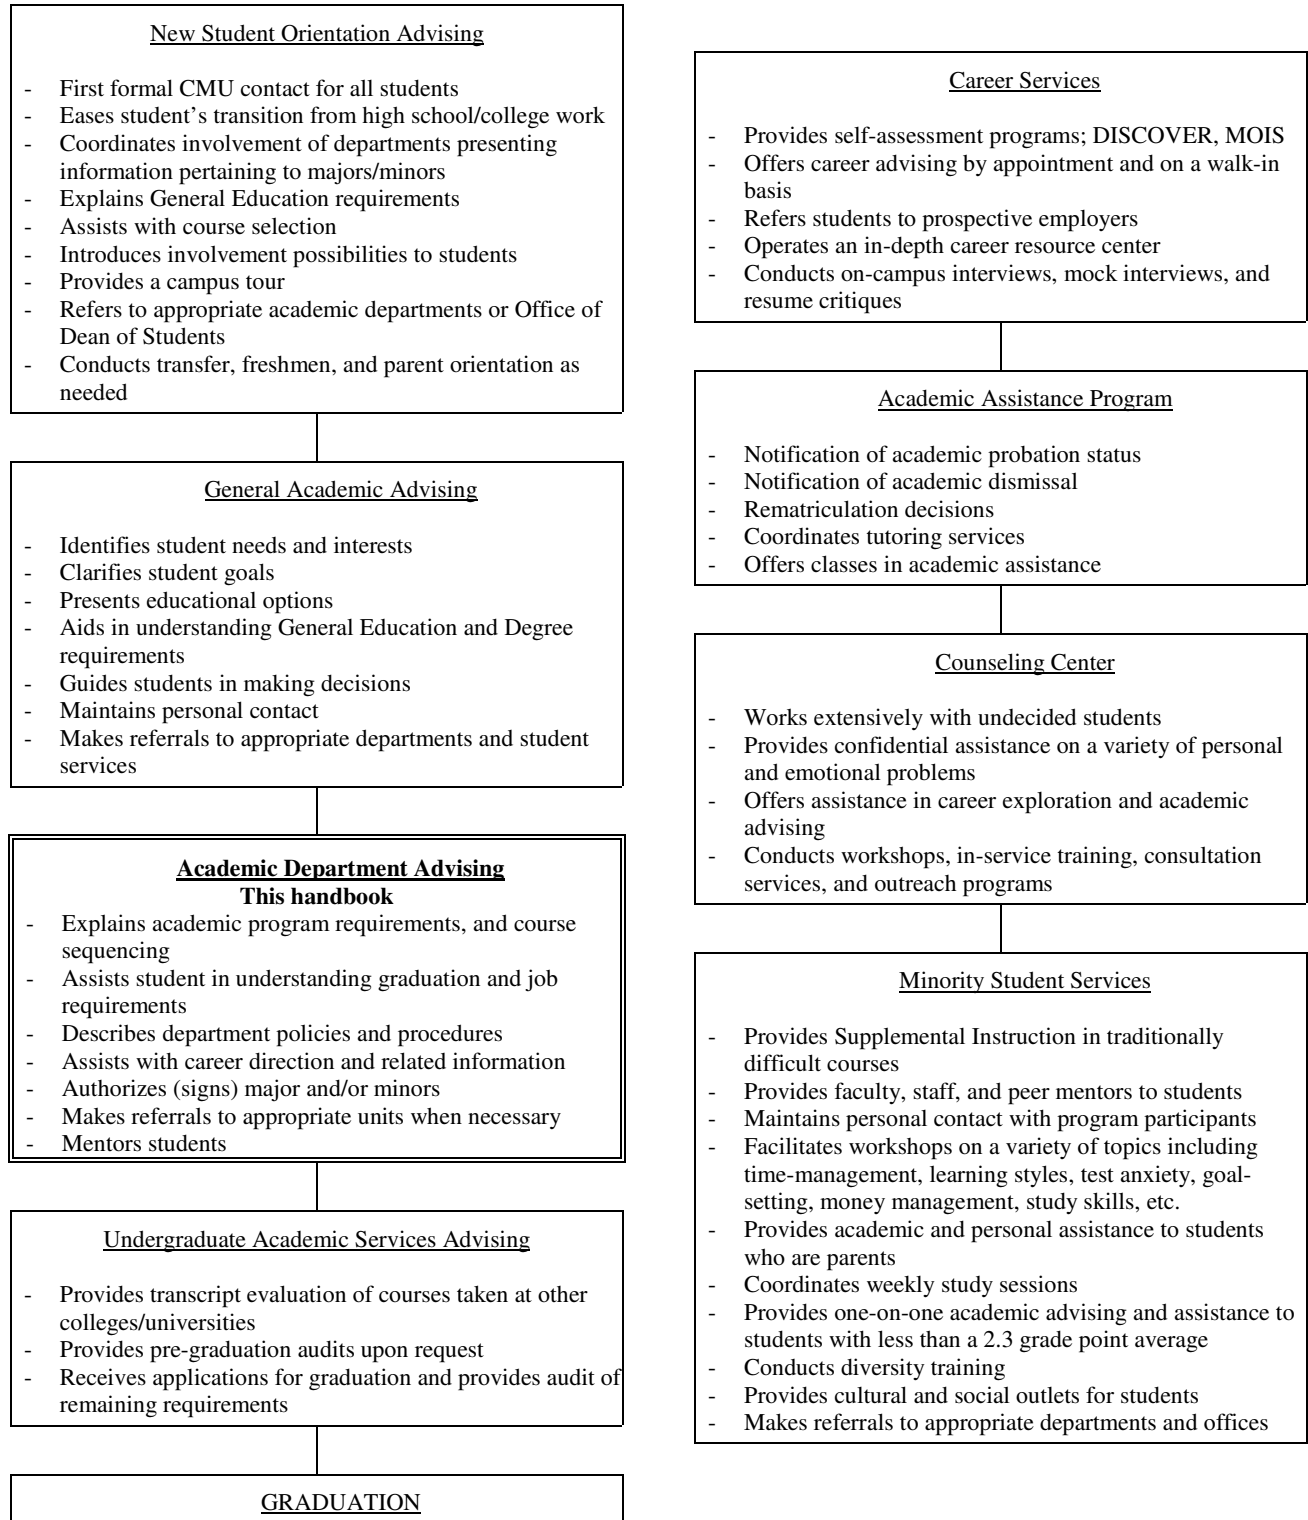 New Student Orientation Advising
- First formal CMU contact for all students
- Eases student’s transition from high school/college work
- Coordinates involvement of departments presenting
information pertaining to majors/minors
- Explains General Education requirements
- Assists with course selection
- Introduces involvement possibilities to students
- Provides a campus tour
- Refers to appropriate academic departments or Office of
Dean of Students
- Conducts transfer, freshmen, and parent orientation as
needed
General Academic Advising
- Identifies student needs and interests
- Clarifies student goals
- Presents educational options
- Aids in understanding General Education and Degree
requirements
- Guides students in making decisions
- Maintains personal contact
- Makes referrals to appropriate departments and student
services
Academic Department Advising
This handbook
- Explains academic program requirements, and course
sequencing
- Assists student in understanding graduation and job
requirements
- Describes department policies and procedures
- Assists with career direction and related information
- Authorizes (signs) major and/or minors
- Makes referrals to appropriate units when necessary
- Mentors students
Undergraduate Academic Services Advising
- Provides transcript evaluation of courses taken at other
colleges/universities
- Provides pre-graduation audits upon request
- Receives applications for graduation and provides audit of
remaining requirements
GRADUATION
Career Services
- Provides self-assessment programs; DISCOVER, MOIS
- Offers career advising by appointment and on a walk-in
basis
- Refers students to prospective employers
- Operates an in-depth career resource center
- Conducts on-campus interviews, mock interviews, and
resume critiques
Academic Assistance Program
- Notification of academic probation status
- Notification of academic dismissal
- Rematriculation decisions
- Coordinates tutoring services
- Offers classes in academic assistance
Counseling Center
- Works extensively with undecided students
- Provides confidential assistance on a variety of personal
and emotional problems
- Offers assistance in career exploration and academic
advising
- Conducts workshops, in-service training, consultation
services, and outreach programs
Minority Student Services
- Provides Supplemental Instruction in traditionally
difficult courses
- Provides faculty, staff, and peer mentors to students
- Maintains personal contact with program participants
- Facilitates workshops on a variety of topics including
time-management, learning styles, test anxiety, goal-
setting, money management, study skills, etc.
- Provides academic and personal assistance to students
who are parents
- Coordinates weekly study sessions
- Provides one-on-one academic advising and assistance to
students with less than a 2.3 grade point average
- Conducts diversity training
- Provides cultural and social outlets for students
- Makes referrals to appropriate departments and offices